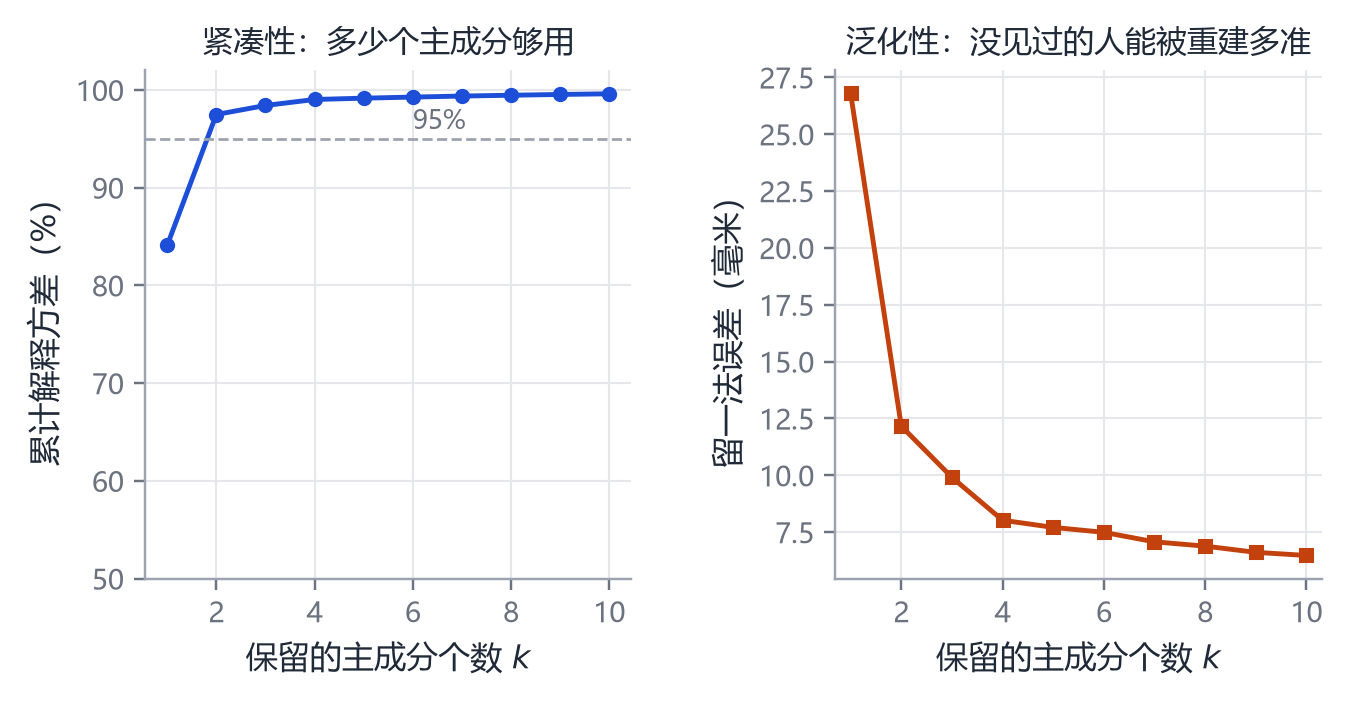 紧凑性：多少个主成分够用
累计解释方差（%）
100
90
80
70
60
50
95%
2 4 6 8 10
保留的主成分个数 k
泛化性：没见过的人能被重建多准
留一法误差（毫米）
27.5
25.0
22.5
20.0
17.5
15.0
12.5
10.0
7.5
2 4 6 8 10
保留的主成分个数 k